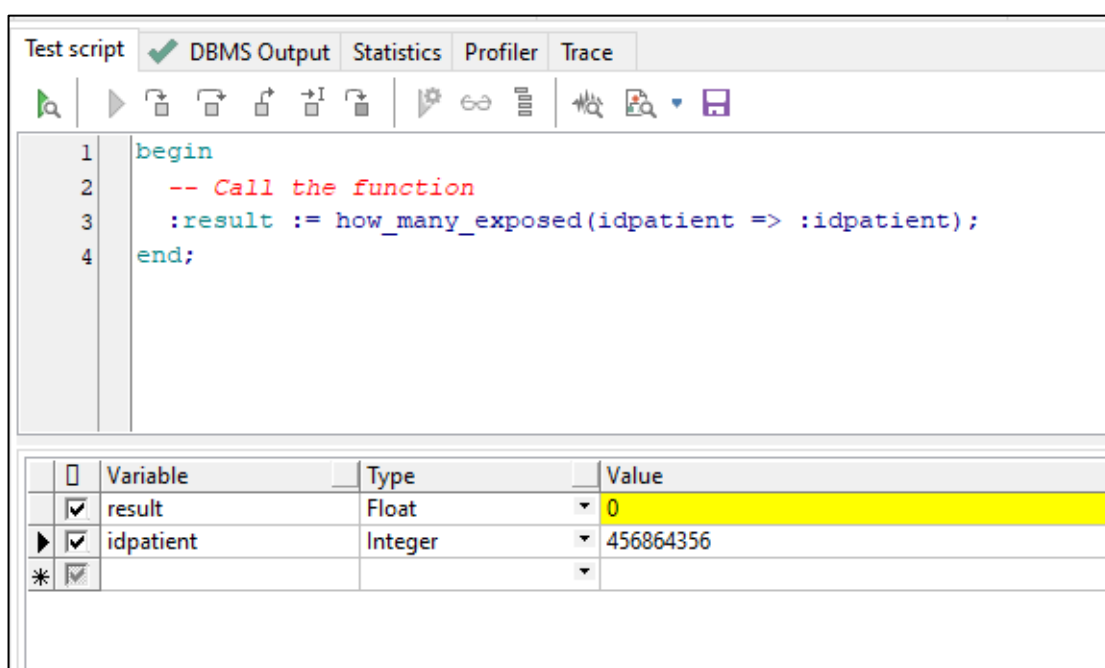 Test script DBMS Output Statistics Profiler Trace
1 begin
2 -- Call the function
3 :result := how_many_exposed(idpatient => :idpatient);
4 end;
Variable Type Value
result Float 0
idpatient Integer 456864356